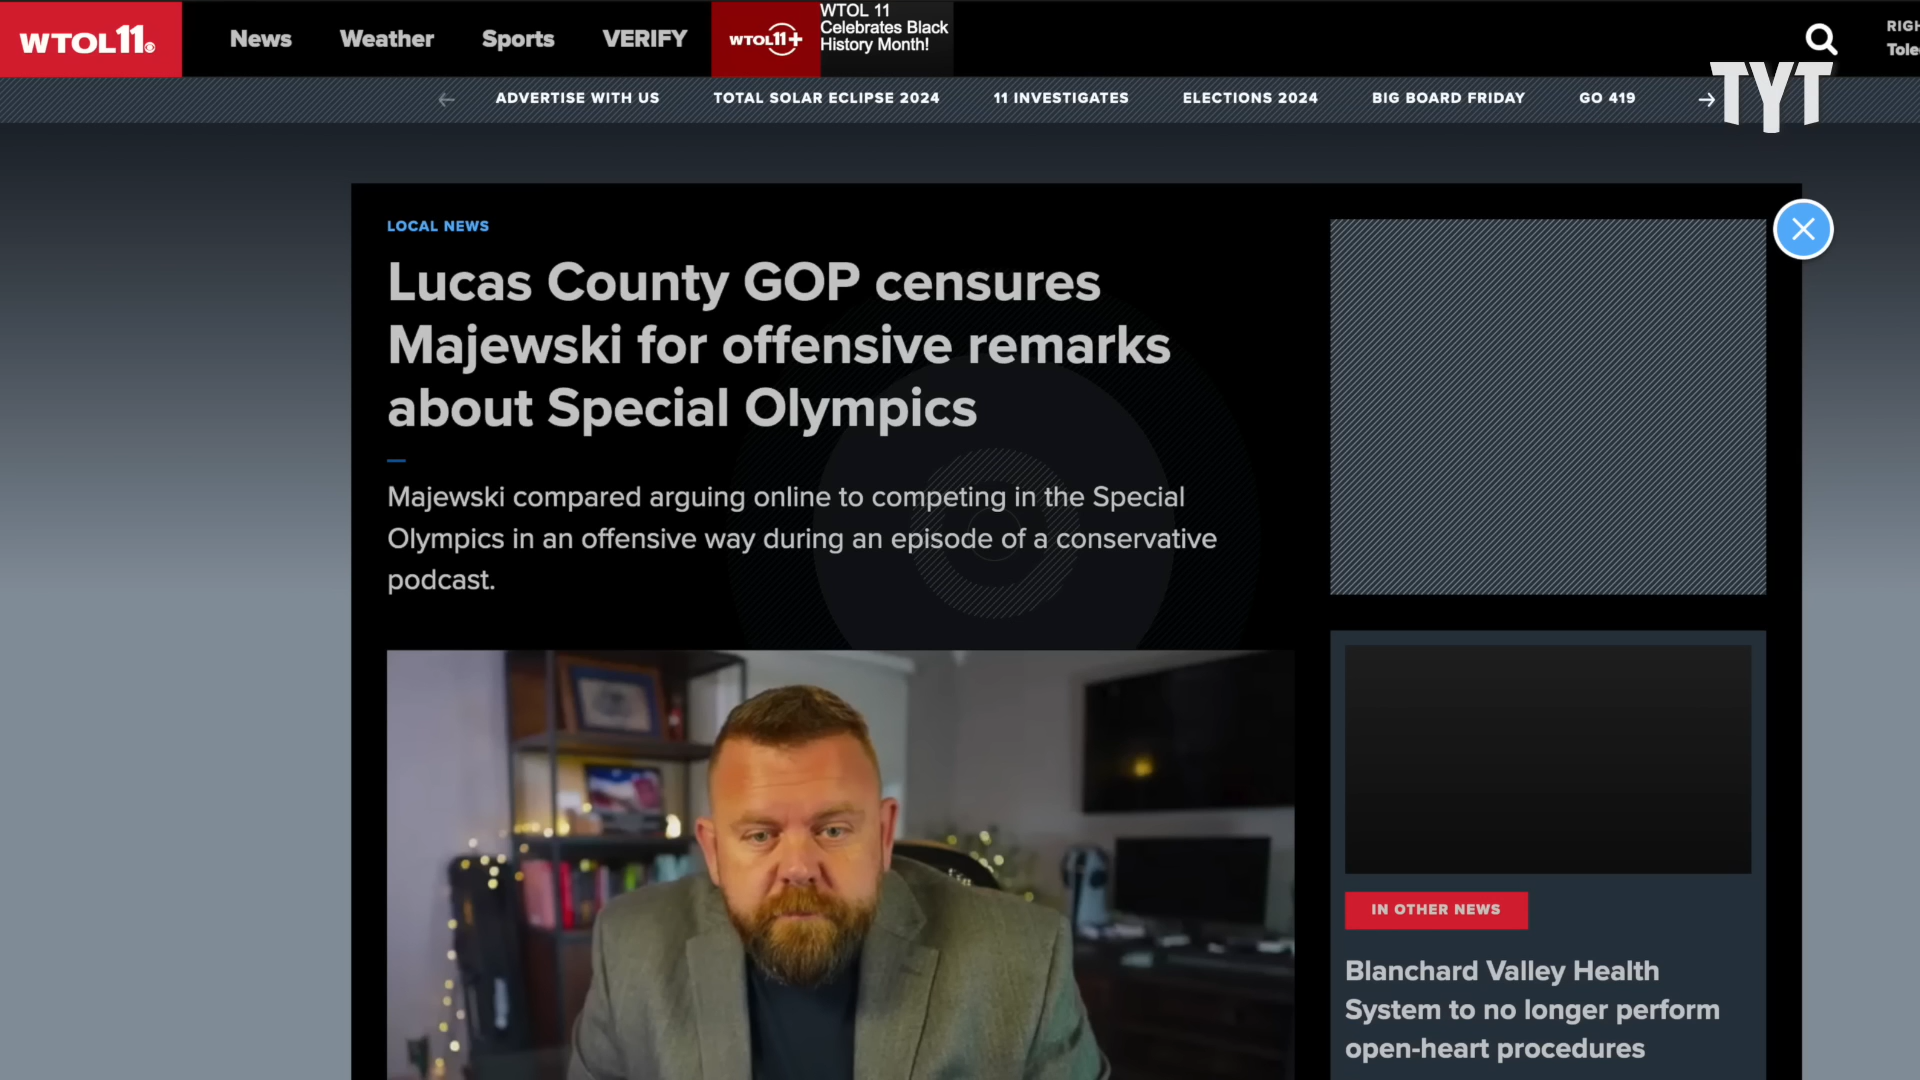 WTOL11
News
Weather
Sports
VERIFY
WTOL11+
WTOL 11
Celebrates Black
History Month!
RIGH
Tole
TYT
ADVERTISE WITH US
TOTAL SOLAR ECLIPSE 2024
11 INVESTIGATES
ELECTIONS 2024
BIG BOARD FRIDAY
GO 419
LOCAL NEWS
Lucas County GOP censures
Majewski for offensive remarks
about Special Olympics
Majewski compared arguing online to competing in the Special
Olympics in an offensive way during an episode of a conservative
podcast.
IN OTHER NEWS
Blanchard Valley Health
System to no longer perform
open-heart procedures